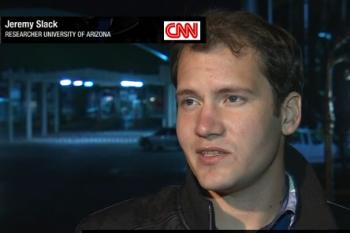 Jeremy Slack
RESEARCHER UNIVERSITY OF ARIZONA
CNN